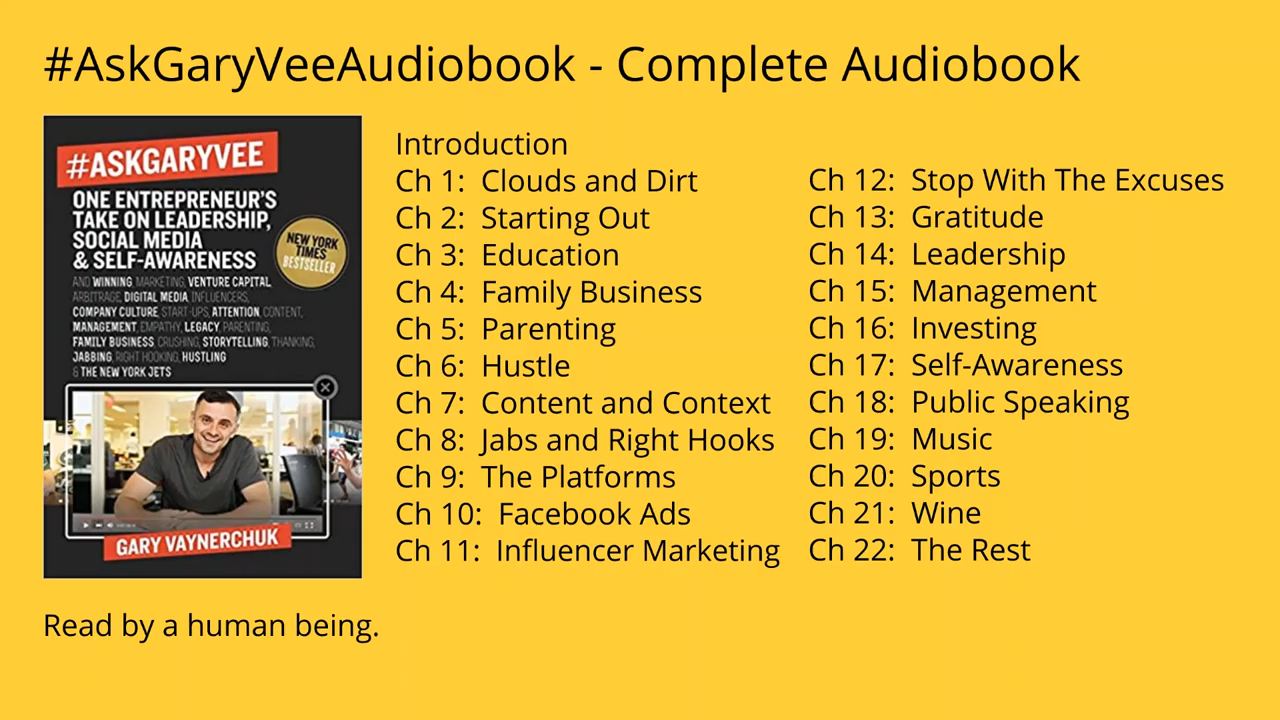 #AskGaryVeeAudiobook - Complete Audiobook
#ASKGARYVEE
ONE ENTREPRENEUR'S
TAKE ON LEADERSHIP,
SOCIAL MEDIA
& SELF-AWARENESS
NEW YORK
TIMES
BESTSELLER
AND WINNING, MARKETING, VENTURE CAPITAL,
ARBITRAGE, DIGITAL MEDIA, INFLUENCERS,
COMPANY CULTURE, START-UPS, ATTENTION, CONTENT,
MANAGEMENT, EMPATHY, LEGACY, PARENTING,
FAMILY BUSINESS, CRUSHING, STORYTELLING, THANKING,
JABBING, RIGHT HOOKING, HUSTLING
& THE NEW YORK JETS
GARY VAYNERCHUK
Introduction
Ch 1: Clouds and Dirt
Ch 2: Starting Out
Ch 3: Education
Ch 4: Family Business
Ch 5: Parenting
Ch 6: Hustle
Ch 7: Content and Context
Ch 8: Jabs and Right Hooks
Ch 9: The Platforms
Ch 10: Facebook Ads
Ch 11: Influencer Marketing
Ch 12: Stop With The Excuses
Ch 13: Gratitude
Ch 14: Leadership
Ch 15: Management
Ch 16: Investing
Ch 17: Self-Awareness
Ch 18: Public Speaking
Ch 19: Music
Ch 20: Sports
Ch 21: Wine
Ch 22: The Rest
Read by a human being.